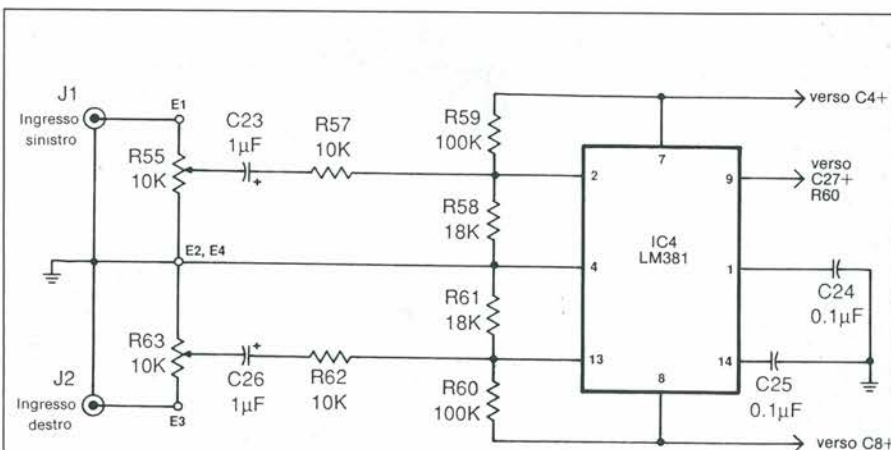 J1
Ingresso
sinistro
E1
R55
10K
C23
1µF
+
R57
10K
R59
100K
verso C4+
7
2
9
verso
C27+
R60
R58
18K
IC4
LM381
E2, E4
4
1
C24
0.1µF
R61
18K
R63
10K
+
C26
1µF
R62
10K
13
14
C25
0.1µF
J2
Ingresso
destro
E3
R60
100K
8
verso C8+